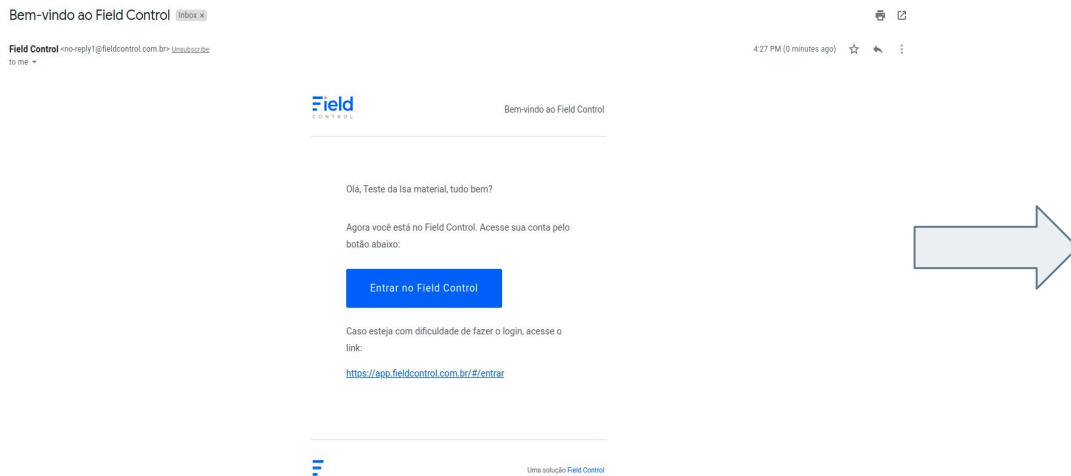 Bem-vindo ao Field Control Inbox ×
Field Control <no-reply1@fieldcontrol.com.br> Unsubscribe
4:27 PM (0 minutes ago)
to me
Field
CONTROL
Bem-vindo ao Field Control
Olá, Teste da Isa material, tudo bem?
Agora você está no Field Control. Acesse sua conta pelo
botão abaixo:
Entrar no Field Control
Caso esteja com dificuldade de fazer o login, acesse o
link:
https://app.fieldcontrol.com.br/#/entrar
Uma solução Field Control